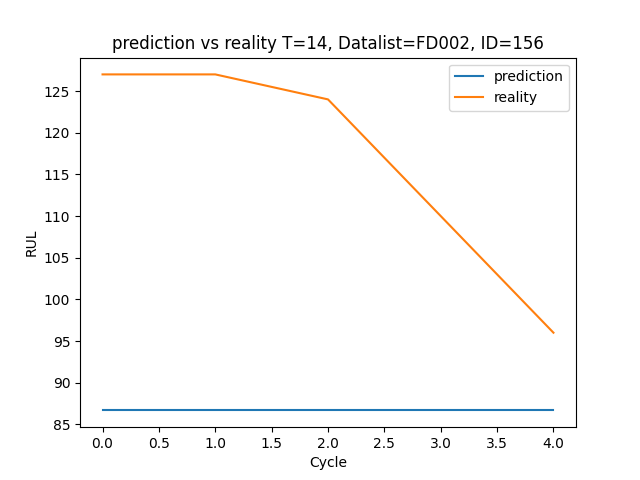 prediction vs reality T=14, Datalist=FD002, ID=156
prediction
reality
RUL
125
120
115
110
105
100
95
90
85
0.0 0.5 1.0 1.5 2.0 2.5 3.0 3.5 4.0
Cycle